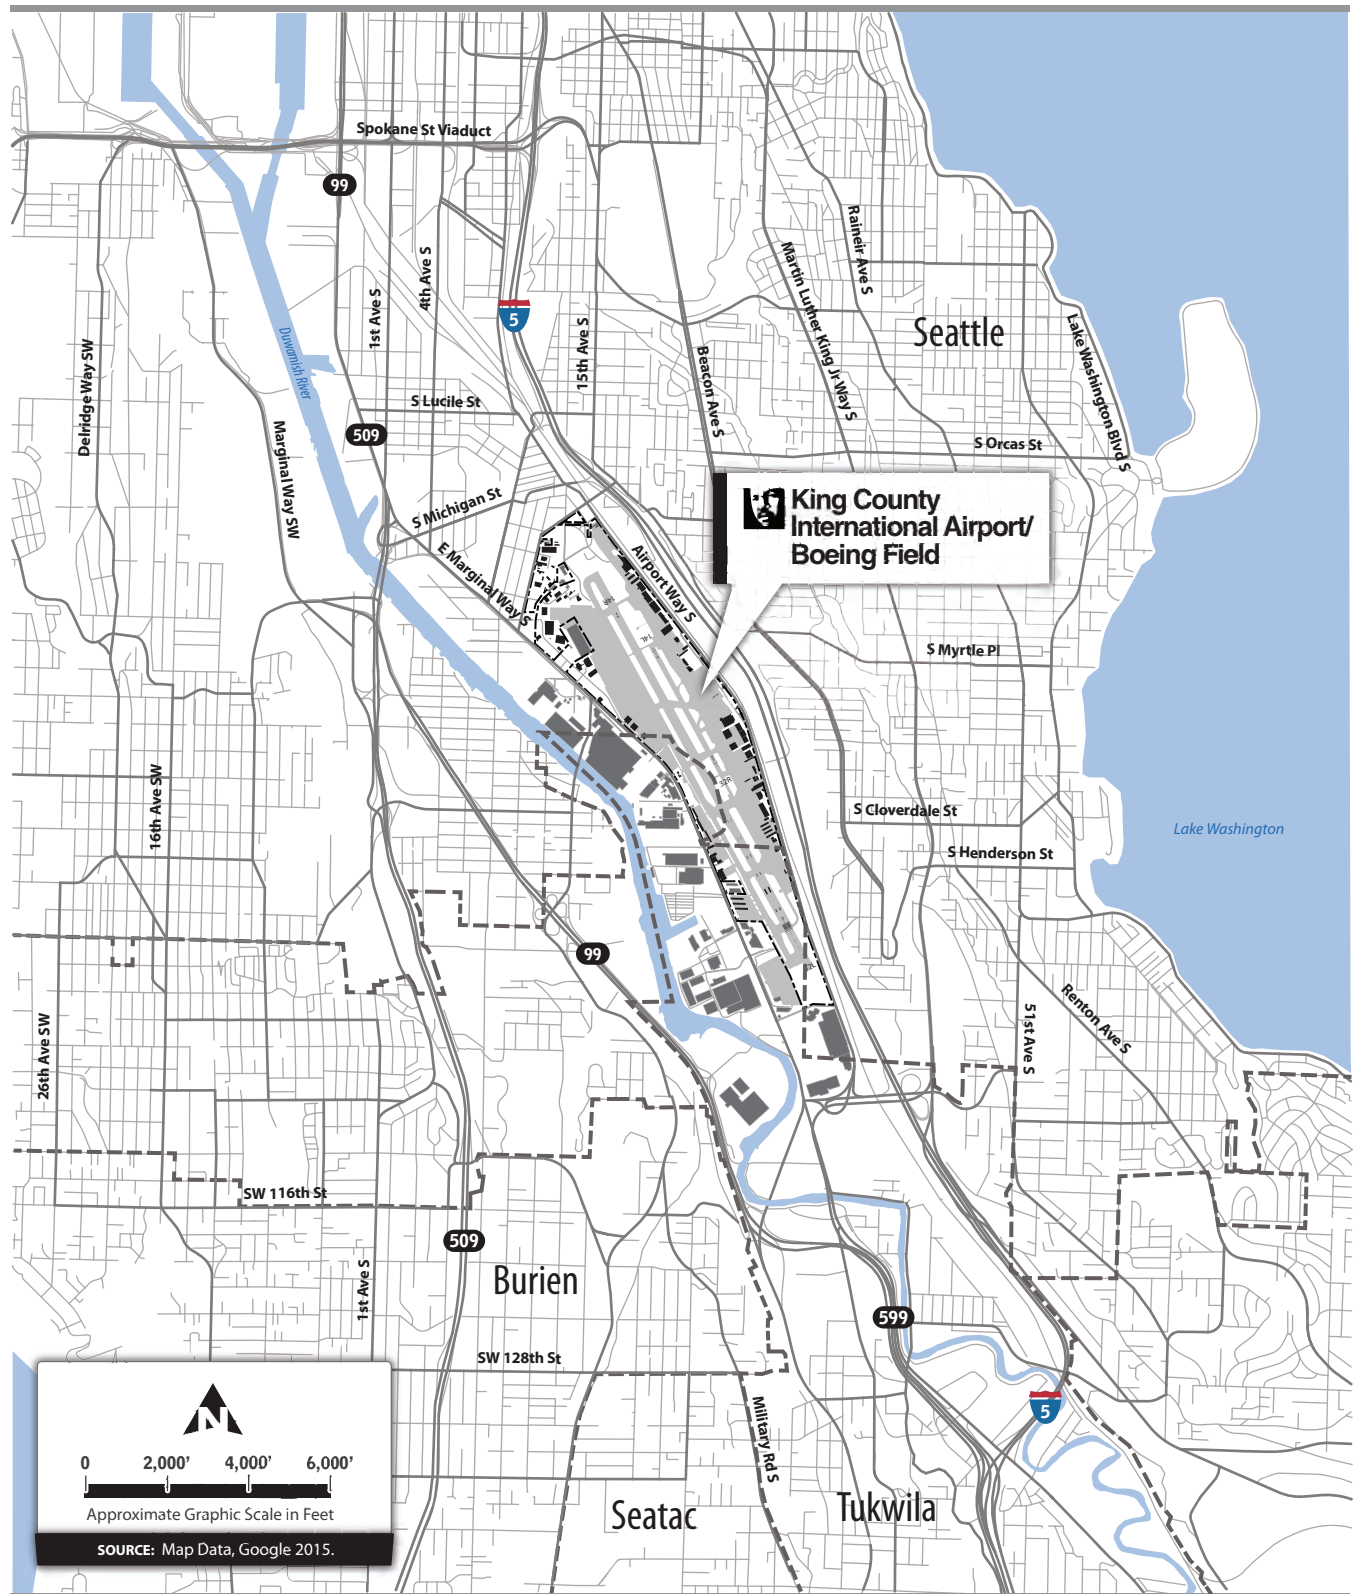 Spokane St Viaduct
99
Raineir Ave S
Martin Luther King Jr Way S
4th Ave S
1st Ave S
5
15th Ave S
Seattle
Lake Washington Blvd S
Duwamish River
Delridge Way SW
Beacon Ave S
S Lucile St
509
Marginal Way SW
S Orcas St
S Michigan St
King County
International Airport/
Boeing Field
E Marginal Way S
Airport Way S
14R
14L
S Myrtle Pl
32R
16th Ave SW
S Cloverdale St
Lake Washington
S Henderson St
99
Renton Ave S
51st Ave S
26th Ave SW
SW 116th St
509
1st Ave S
Burien
599
SW 128th St
5
Military Rd S
Seatac
Tukwila
N
0 2,000’ 4,000’ 6,000’
Approximate Graphic Scale in Feet
SOURCE: Map Data, Google 2015.